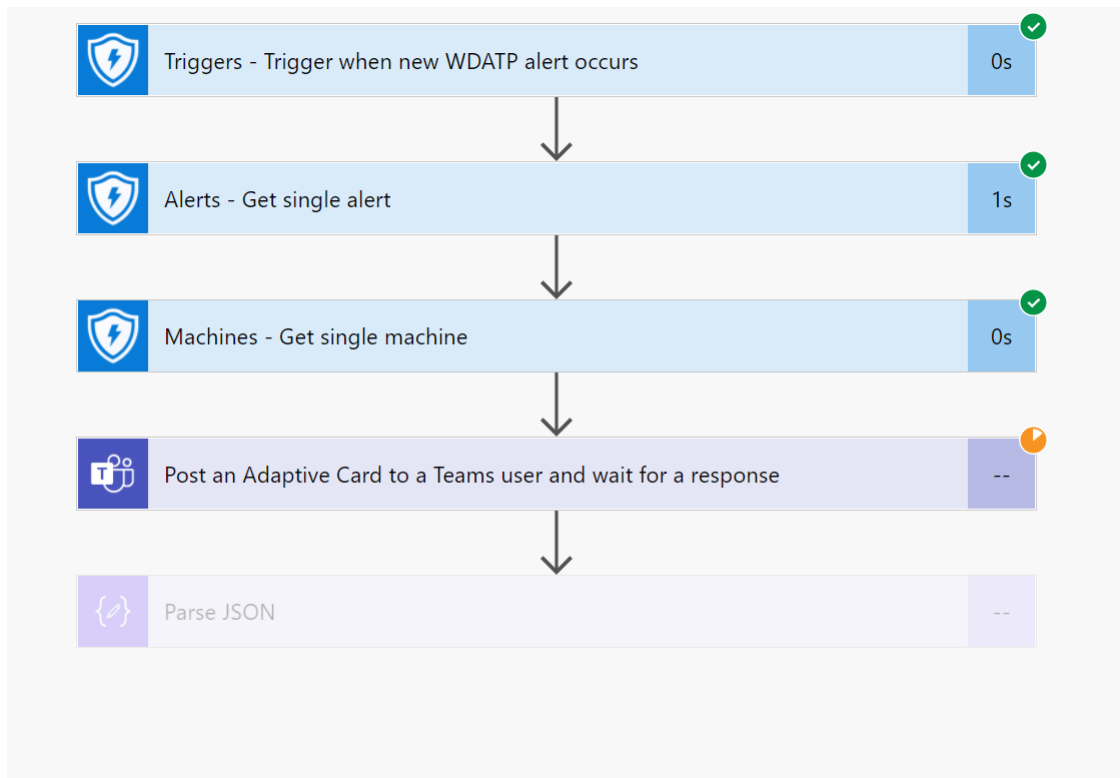 Triggers - Trigger when new WDATP alert occurs 0s
Alerts - Get single alert 1s
Machines - Get single machine 0s
T Post an Adaptive Card to a Teams user and wait for a response --
Parse JSON --